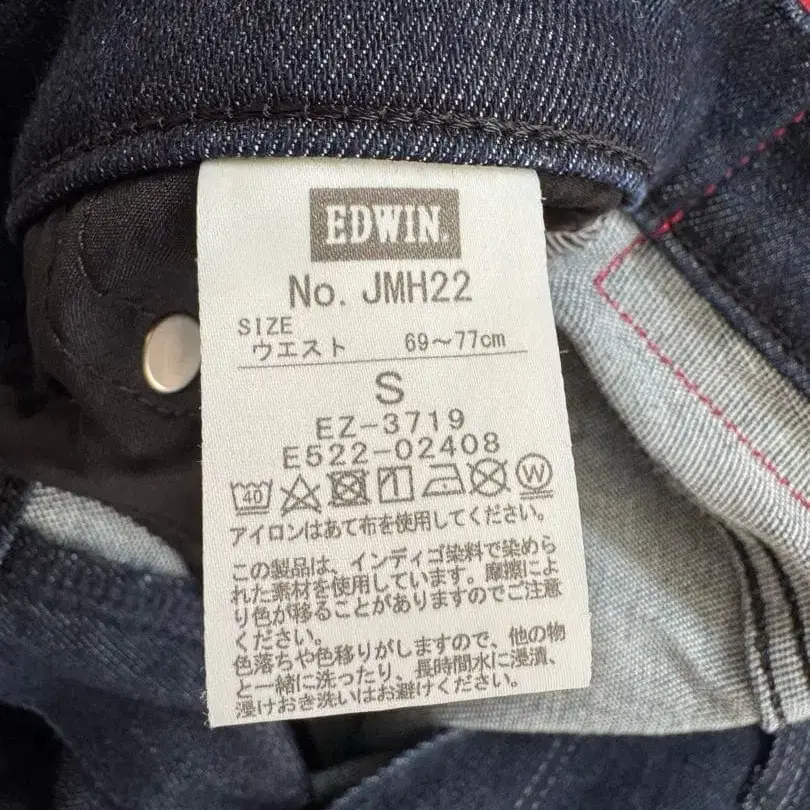 EDWIN.
No. JMH22
SIZE
ウエスト 69〜77cm
S
EZ-3719
E522-02408
40 W
アイロンはあて布を使用してください。
この製品は、インディゴ染料で染めら
れた素材を使用しています。摩擦によ
り色が移ることがありますのでご注意
ください。
色落ちや色移りがしますので、他の物
と一緒に洗ったり、長時間水に浸漬、
浸けおき洗いはお避けください。